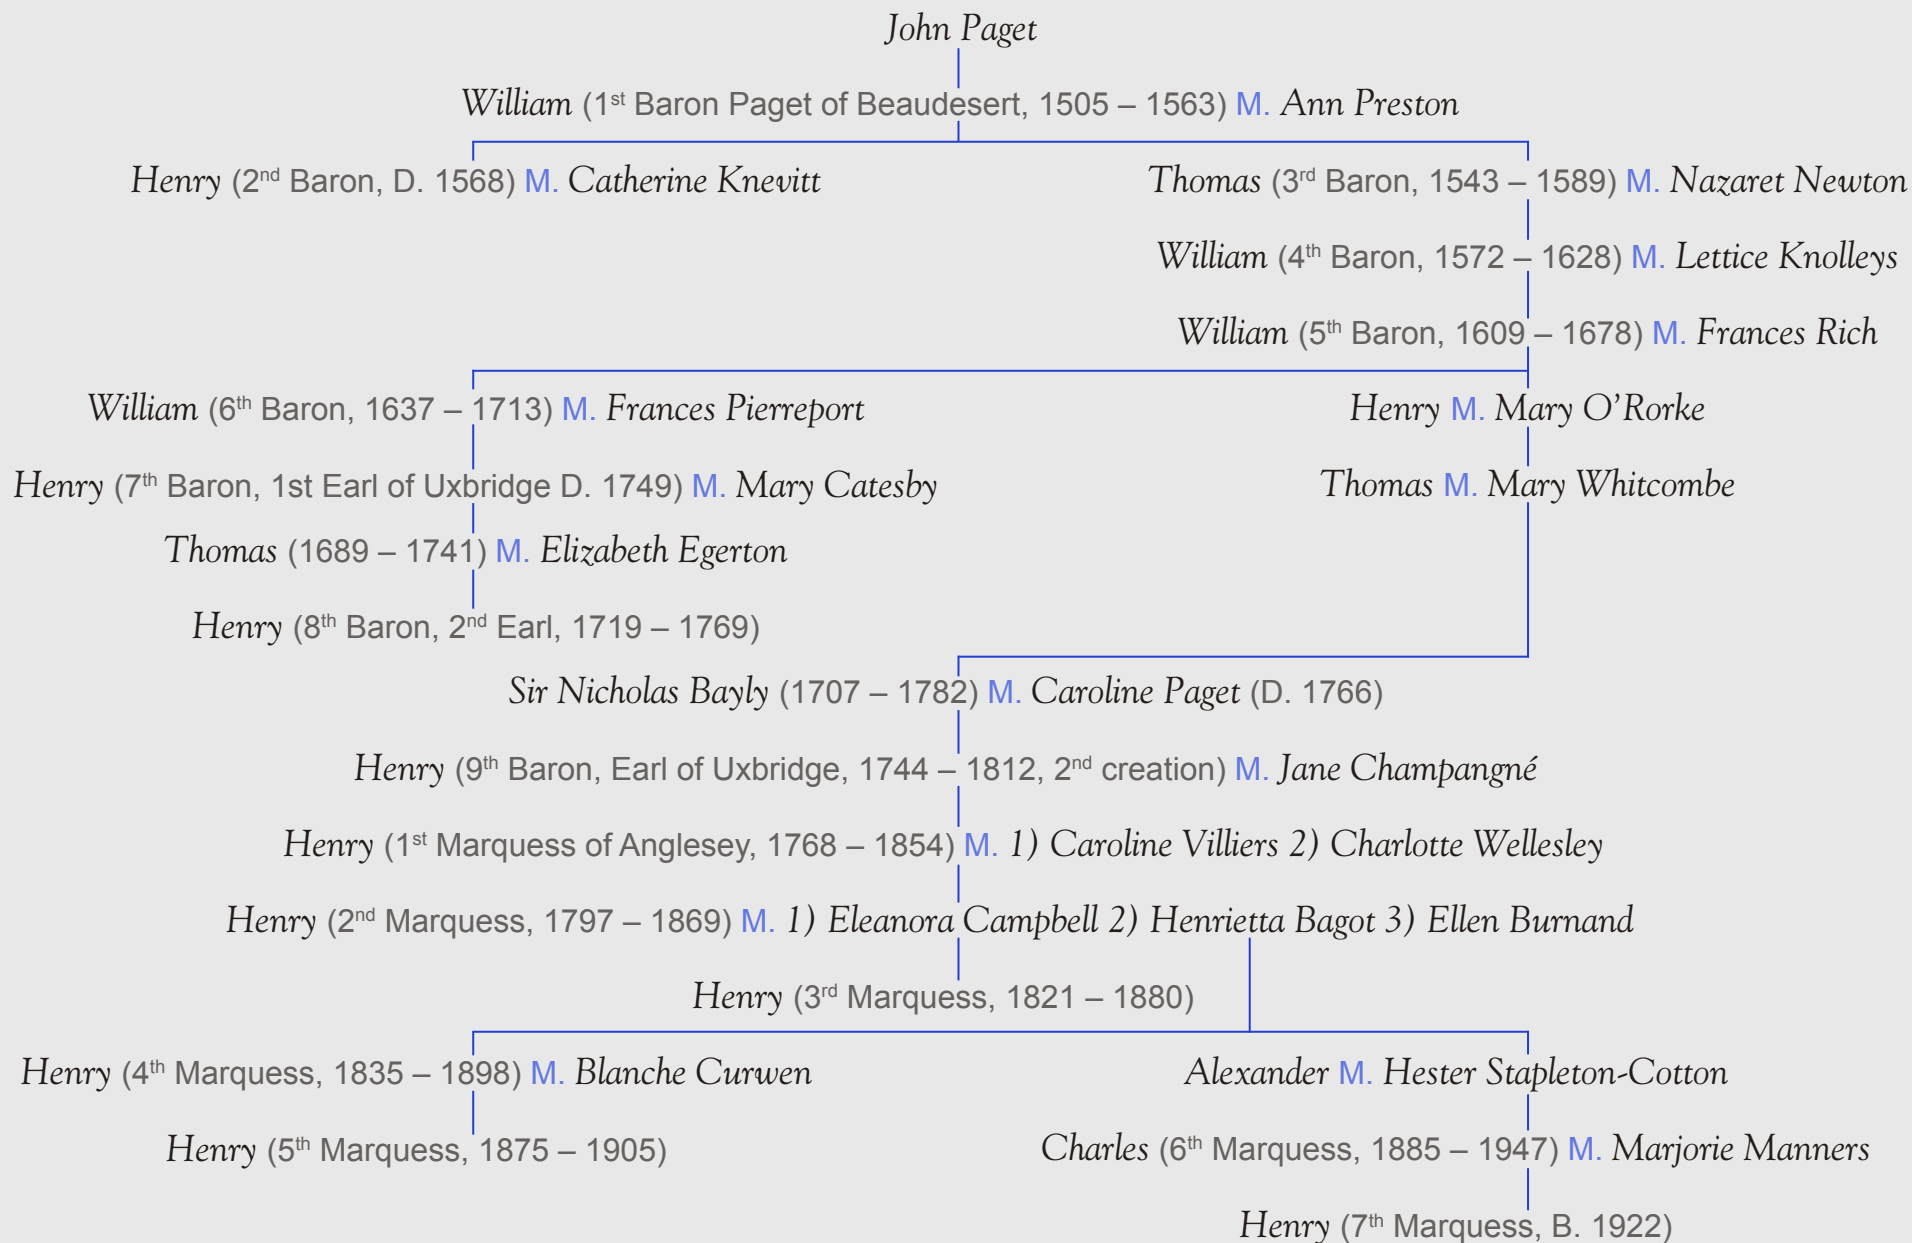 John Paget
William (1st Baron Paget of Beaudesert, 1505 – 1563) M. Ann Preston
Henry (2nd Baron, D. 1568) M. Catherine Knevitt
Thomas (3rd Baron, 1543 – 1589) M. Nazaret Newton
William (4th Baron, 1572 – 1628) M. Lettice Knolleys
William (5th Baron, 1609 – 1678) M. Frances Rich
William (6th Baron, 1637 – 1713) M. Frances Pierreport
Henry M. Mary O'Rorke
Henry (7th Baron, 1st Earl of Uxbridge D. 1749) M. Mary Catesby
Thomas M. Mary Whitcombe
Thomas (1689 – 1741) M. Elizabeth Egerton
Henry (8th Baron, 2nd Earl, 1719 – 1769)
Sir Nicholas Bayly (1707 – 1782) M. Caroline Paget (D. 1766)
Henry (9th Baron, Earl of Uxbridge, 1744 – 1812, 2nd creation) M. Jane Champangné
Henry (1st Marquess of Anglesey, 1768 – 1854) M. 1) Caroline Villiers 2) Charlotte Wellesley
Henry (2nd Marquess, 1797 – 1869) M. 1) Eleanora Campbell 2) Henrietta Bagot 3) Ellen Burnand
Henry (3rd Marquess, 1821 – 1880)
Henry (4th Marquess, 1835 – 1898) M. Blanche Curwen
Alexander M. Hester Stapleton-Cotton
Henry (5th Marquess, 1875 – 1905)
Charles (6th Marquess, 1885 – 1947) M. Marjorie Manners
Henry (7th Marquess, B. 1922)